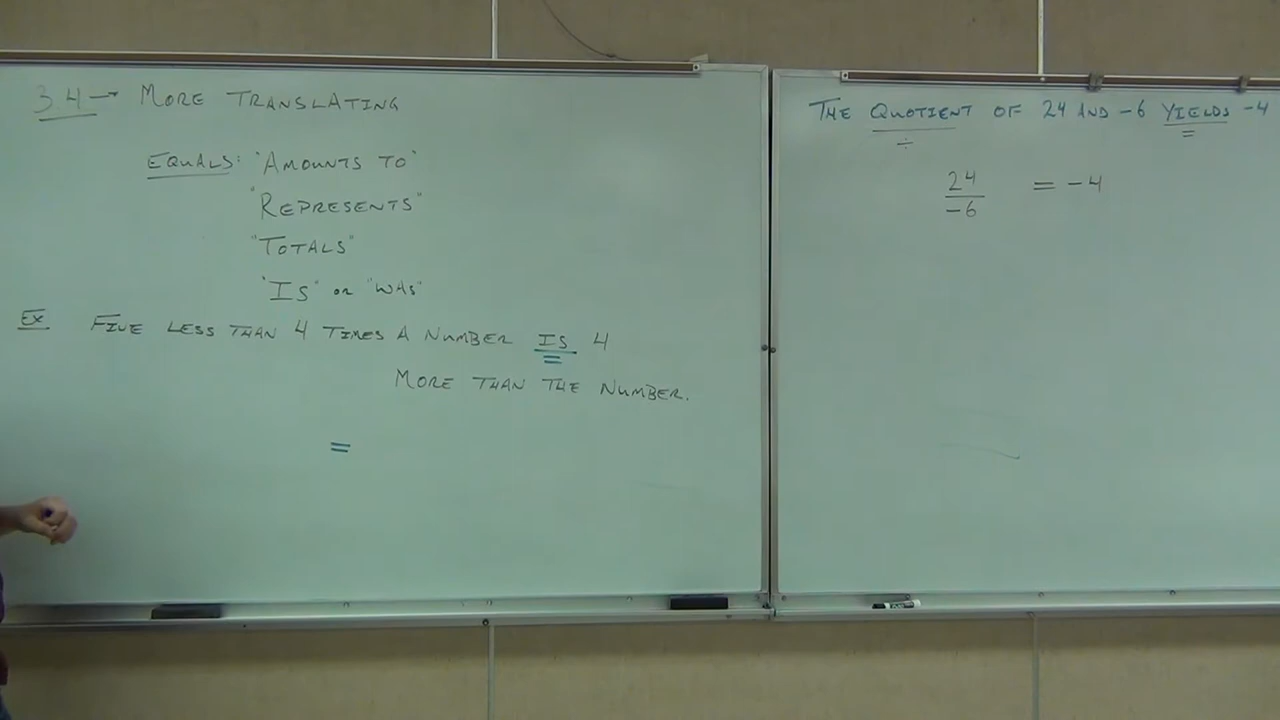 3.4 → MORE TRANSLATING
EQUALS: "AMOUNTS TO"
"REPRESENTS"
"TOTALS"
"IS" OR "WAS"
EX FIVE LESS THAN 4 TIMES A NUMBER IS 4
=
MORE THAN THE NUMBER.
=
THE QUOTIENT OF 24 AND -6 YIELDS -4
÷ =
24
= -4
-6